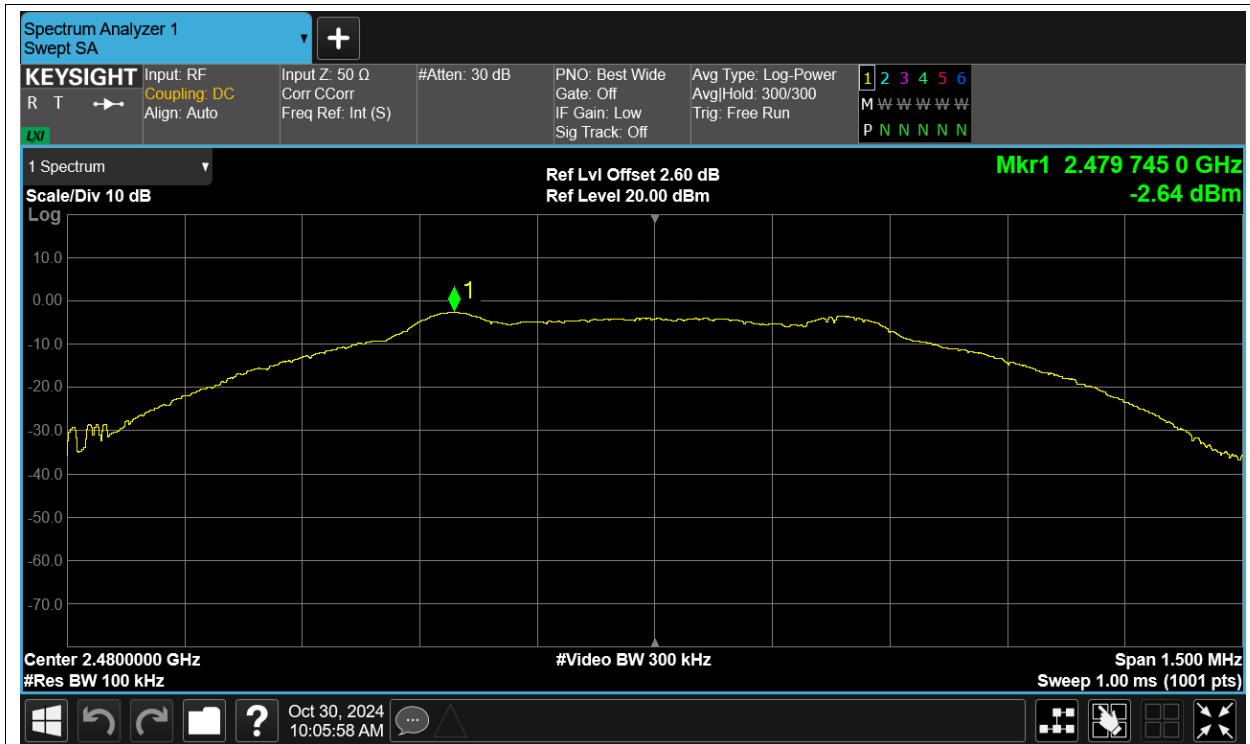 Spectrum Analyzer 1
Swept SA
+
KEYSIGHT
R T
LXI
Input: RF
Coupling: DC
Align: Auto
Input Z: 50 Ω
Corr CCorr
Freq Ref: Int (S)
#Atten: 30 dB
PNO: Best Wide
Gate: Off
IF Gain: Low
Sig Track: Off
Avg Type: Log-Power
Avg|Hold: 300/300
Trig: Free Run
1 2 3 4 5 6
M W W W W W
P N N N N N
1 Spectrum
Scale/Div 10 dB
Log
Ref Lvl Offset 2.60 dB
Ref Level 20.00 dBm
Mkr1 2.479 745 0 GHz
-2.64 dBm
10.0
0.00
-10.0
-20.0
-30.0
-40.0
-50.0
-60.0
-70.0
1
Center 2.4800000 GHz
#Res BW 100 kHz
#Video BW 300 kHz
Span 1.500 MHz
Sweep 1.00 ms (1001 pts)
?
Oct 30, 2024
10:05:58 AM